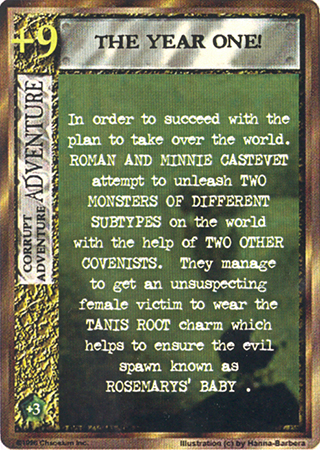 +9
THE YEAR ONE!
CORRUPT
ADVENTURE
ADVENTURE
In order to succeed with the
plan to take over the world.
ROMAN AND MINNIE CASTEVET
attempt to unleash TWO
MONSTERS OF DIFFERENT
SUBTYPES on the world
with the help of TWO OTHER
COVENISTS. They manage
to get an unsuspecting
female victim to wear the
TANIS ROOT charm which
helps to ensure the evil
spawn known as
ROSEMARYS' BABY .
+3
©1996 Chaosium Inc.
Illustration (c) by Hanna-Barbera